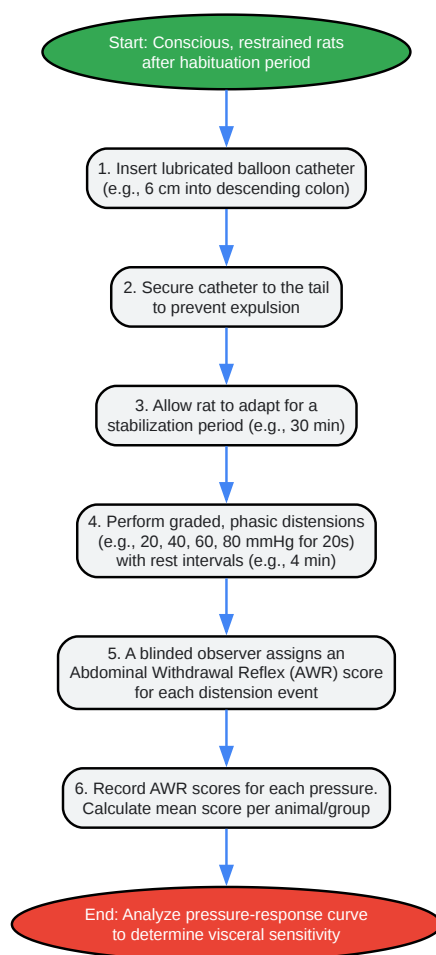 Start: Conscious, restrained rats
after habituation period
1. Insert lubricated balloon catheter
(e.g., 6 cm into descending colon)
2. Secure catheter to the tail
to prevent expulsion
3. Allow rat to adapt for a
stabilization period (e.g., 30 min)
4. Perform graded, phasic distensions
(e.g., 20, 40, 60, 80 mmHg for 20s)
with rest intervals (e.g., 4 min)
5. A blinded observer assigns an
Abdominal Withdrawal Reflex (AWR) score
for each distension event
6. Record AWR scores for each pressure.
Calculate mean score per animal/group
End: Analyze pressure-response curve
to determine visceral sensitivity